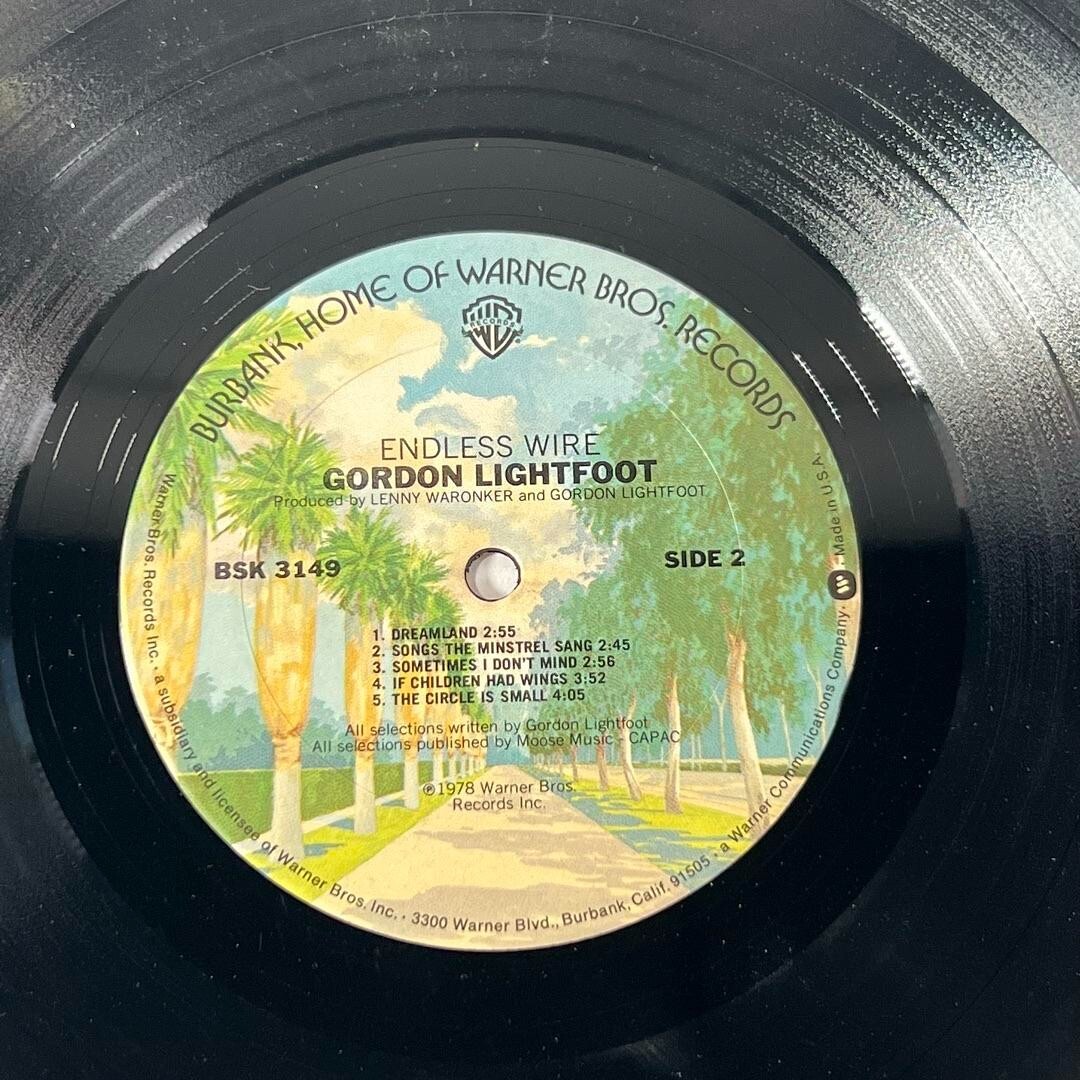 BURBANK, HOME OF WARNER BROS. RECORDS
W
RECORDS
ENDLESS WIRE
GORDON LIGHTFOOT
Produced by LENNY WARONKER and GORDON LIGHTFOOT
BSK 3149
SIDE 2
1. DREAMLAND 2:55
2. SONGS THE MINSTREL SANG 2:45
3. SOMETIMES I DON'T MIND 2:56
4. IF CHILDREN HAD WINGS 3:52
5. THE CIRCLE IS SMALL 4:05
All selections written by Gordon Lightfoot
All selections published by Moose Music - CAPAC
℗1978 Warner Bros.
Records Inc.
Warner Bros. Records Inc. • a subsidiary and licensee of Warner Bros. Inc. • 3300 Warner Blvd., Burbank, Calif. 91505 • a Warner Communications Company. Made in U.S.A.